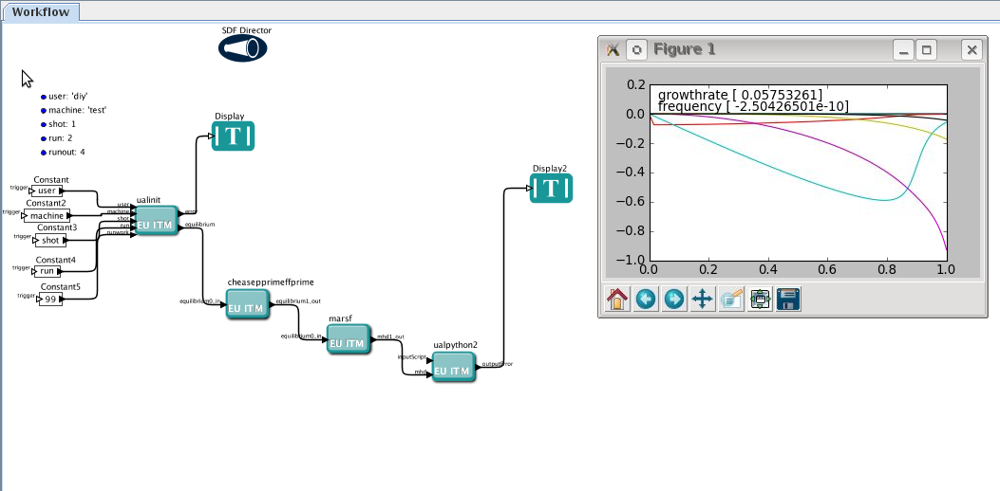 Workflow
SDF Director
user: 'diy'
machine: 'test'
shot: 1
run: 2
runout: 4
Display
T
Constant
trigger
user
Constant2
trigger
machine
Constant3
trigger
shot
Constant4
trigger
run
Constant5
trigger
99
ualinit
user
machine
shot
run
runwork
EU ITM
error
equilibrium
cheasepprimeffprime
equilibrium0_in
EU ITM
equilibrium1_out
marsf
equilibrium0_in
EU ITM
mhd1_out
ualpython2
inputScript
mhd
EU ITM
outputError
Display2
T
Figure 1
growthrate [ 0.05753261]
frequency [ -2.50426501e-10]
0.2
0.0
−0.2
−0.4
−0.6
−0.8
−1.0
0.0 0.2 0.4 0.6 0.8 1.0